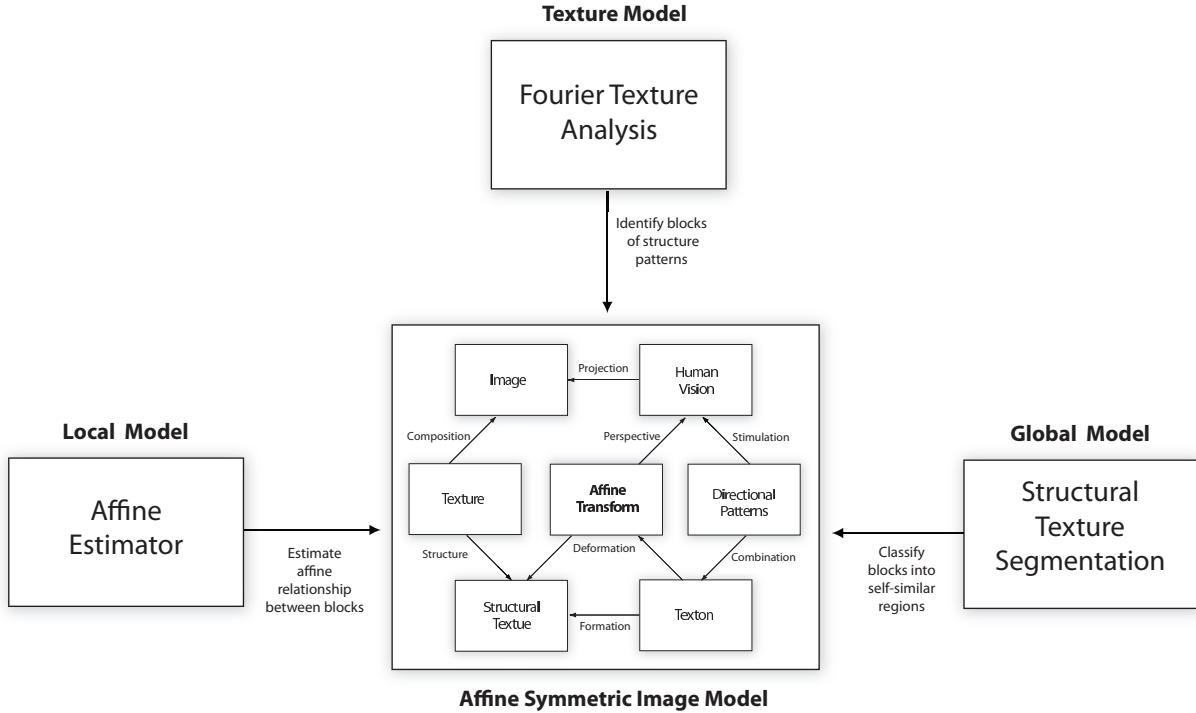 Texture Model
Fourier Texture
Analysis
Identify blocks
of structure
patterns
Image
Projection
Human
Vision
Composition
Perspective
Stimulation
Local Model
Affine
Estimator
Estimate
affine
relationship
between blocks
Texture
Affine
Transform
Directional
Patterns
Structure
Deformation
Combination
Structural
Textue
Formation
Texton
Global Model
Structural
Texture
Segmentation
Classify
blocks into
self-similar
regions
Affine Symmetric Image Model